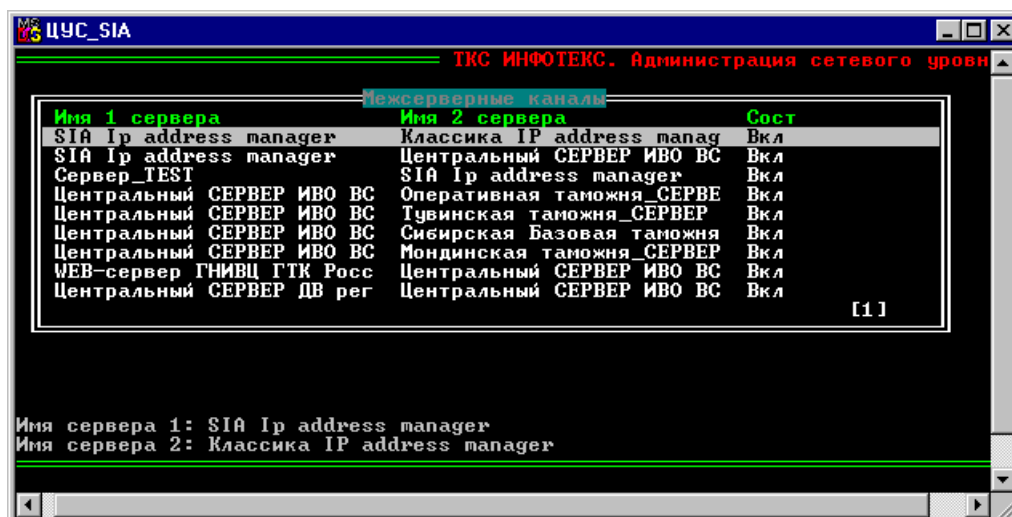 ЦУС_SIA
ТКС ИНФОТЕКС. Администрация сетевого уровн
Межсерверные каналы
Имя 1 сервера Имя 2 сервера Сост
SIA Ip address manager Классика IP address manag Вкл
SIA Ip address manager Центральный СЕРВЕР ИВО ВС Вкл
Сервер_TEST SIA Ip address manager Вкл
Центральный СЕРВЕР ИВО ВС Оперативная таможня_СЕРВЕ Вкл
Центральный СЕРВЕР ИВО ВС Тувинская таможня_СЕРВЕР Вкл
Центральный СЕРВЕР ИВО ВС Сибирская Базовая таможня Вкл
Центральный СЕРВЕР ИВО ВС Мондинская таможня_СЕРВЕР Вкл
WEB-сервер ГНИВЦ ГТК Росс Центральный СЕРВЕР ИВО ВС Вкл
Центральный СЕРВЕР ДВ рег Центральный СЕРВЕР ИВО ВС Вкл
[1]
Имя сервера 1: SIA Ip address manager
Имя сервера 2: Классика IP address manager